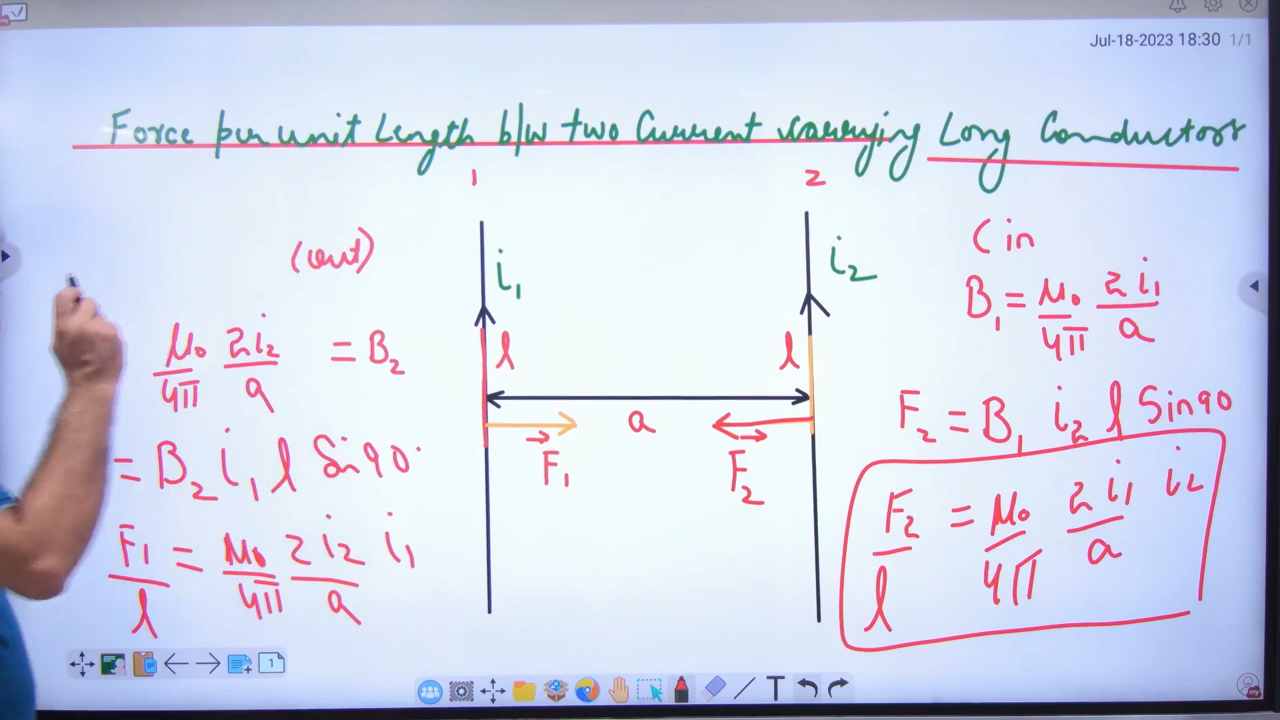 Jul-18-2023 18:30 1/1
Force per unit Length b/w two Current carrying Long Conductors
1
2
(out)
i₁
i₂
(in
B₁ = μ₀/4π 2i₁/a
μ₀/4π 2i₂/a = B₂
l
l
a
F₂ = B₁ i₂ l Sin90
= B₂ i₁ l Sin90°
F₁
F₂
F₁/l = μ₀/4π 2i₂/a i₁
F₂/l = μ₀/4π 2i₁/a i₂
1
T